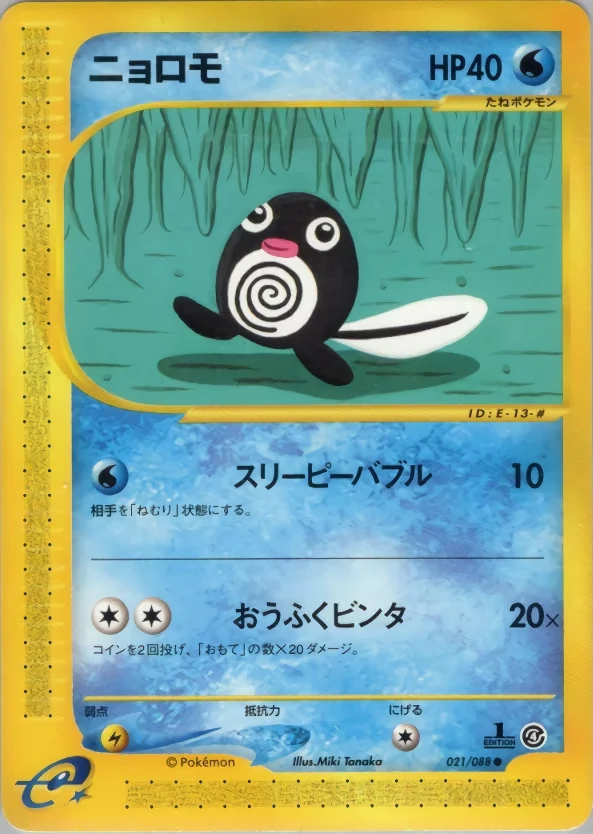 ニョロモ HP40
たねポケモン
ID:E-13-#
スリーピーバブル 10
相手を「ねむり」状態にする。
おうふくビンタ 20×
コインを2回投げ、「おもて」の数×20ダメージ。
弱点 抵抗力 にげる
1
EDITION
© Pokémon Illus.Miki Tanaka 021/088 ●
e